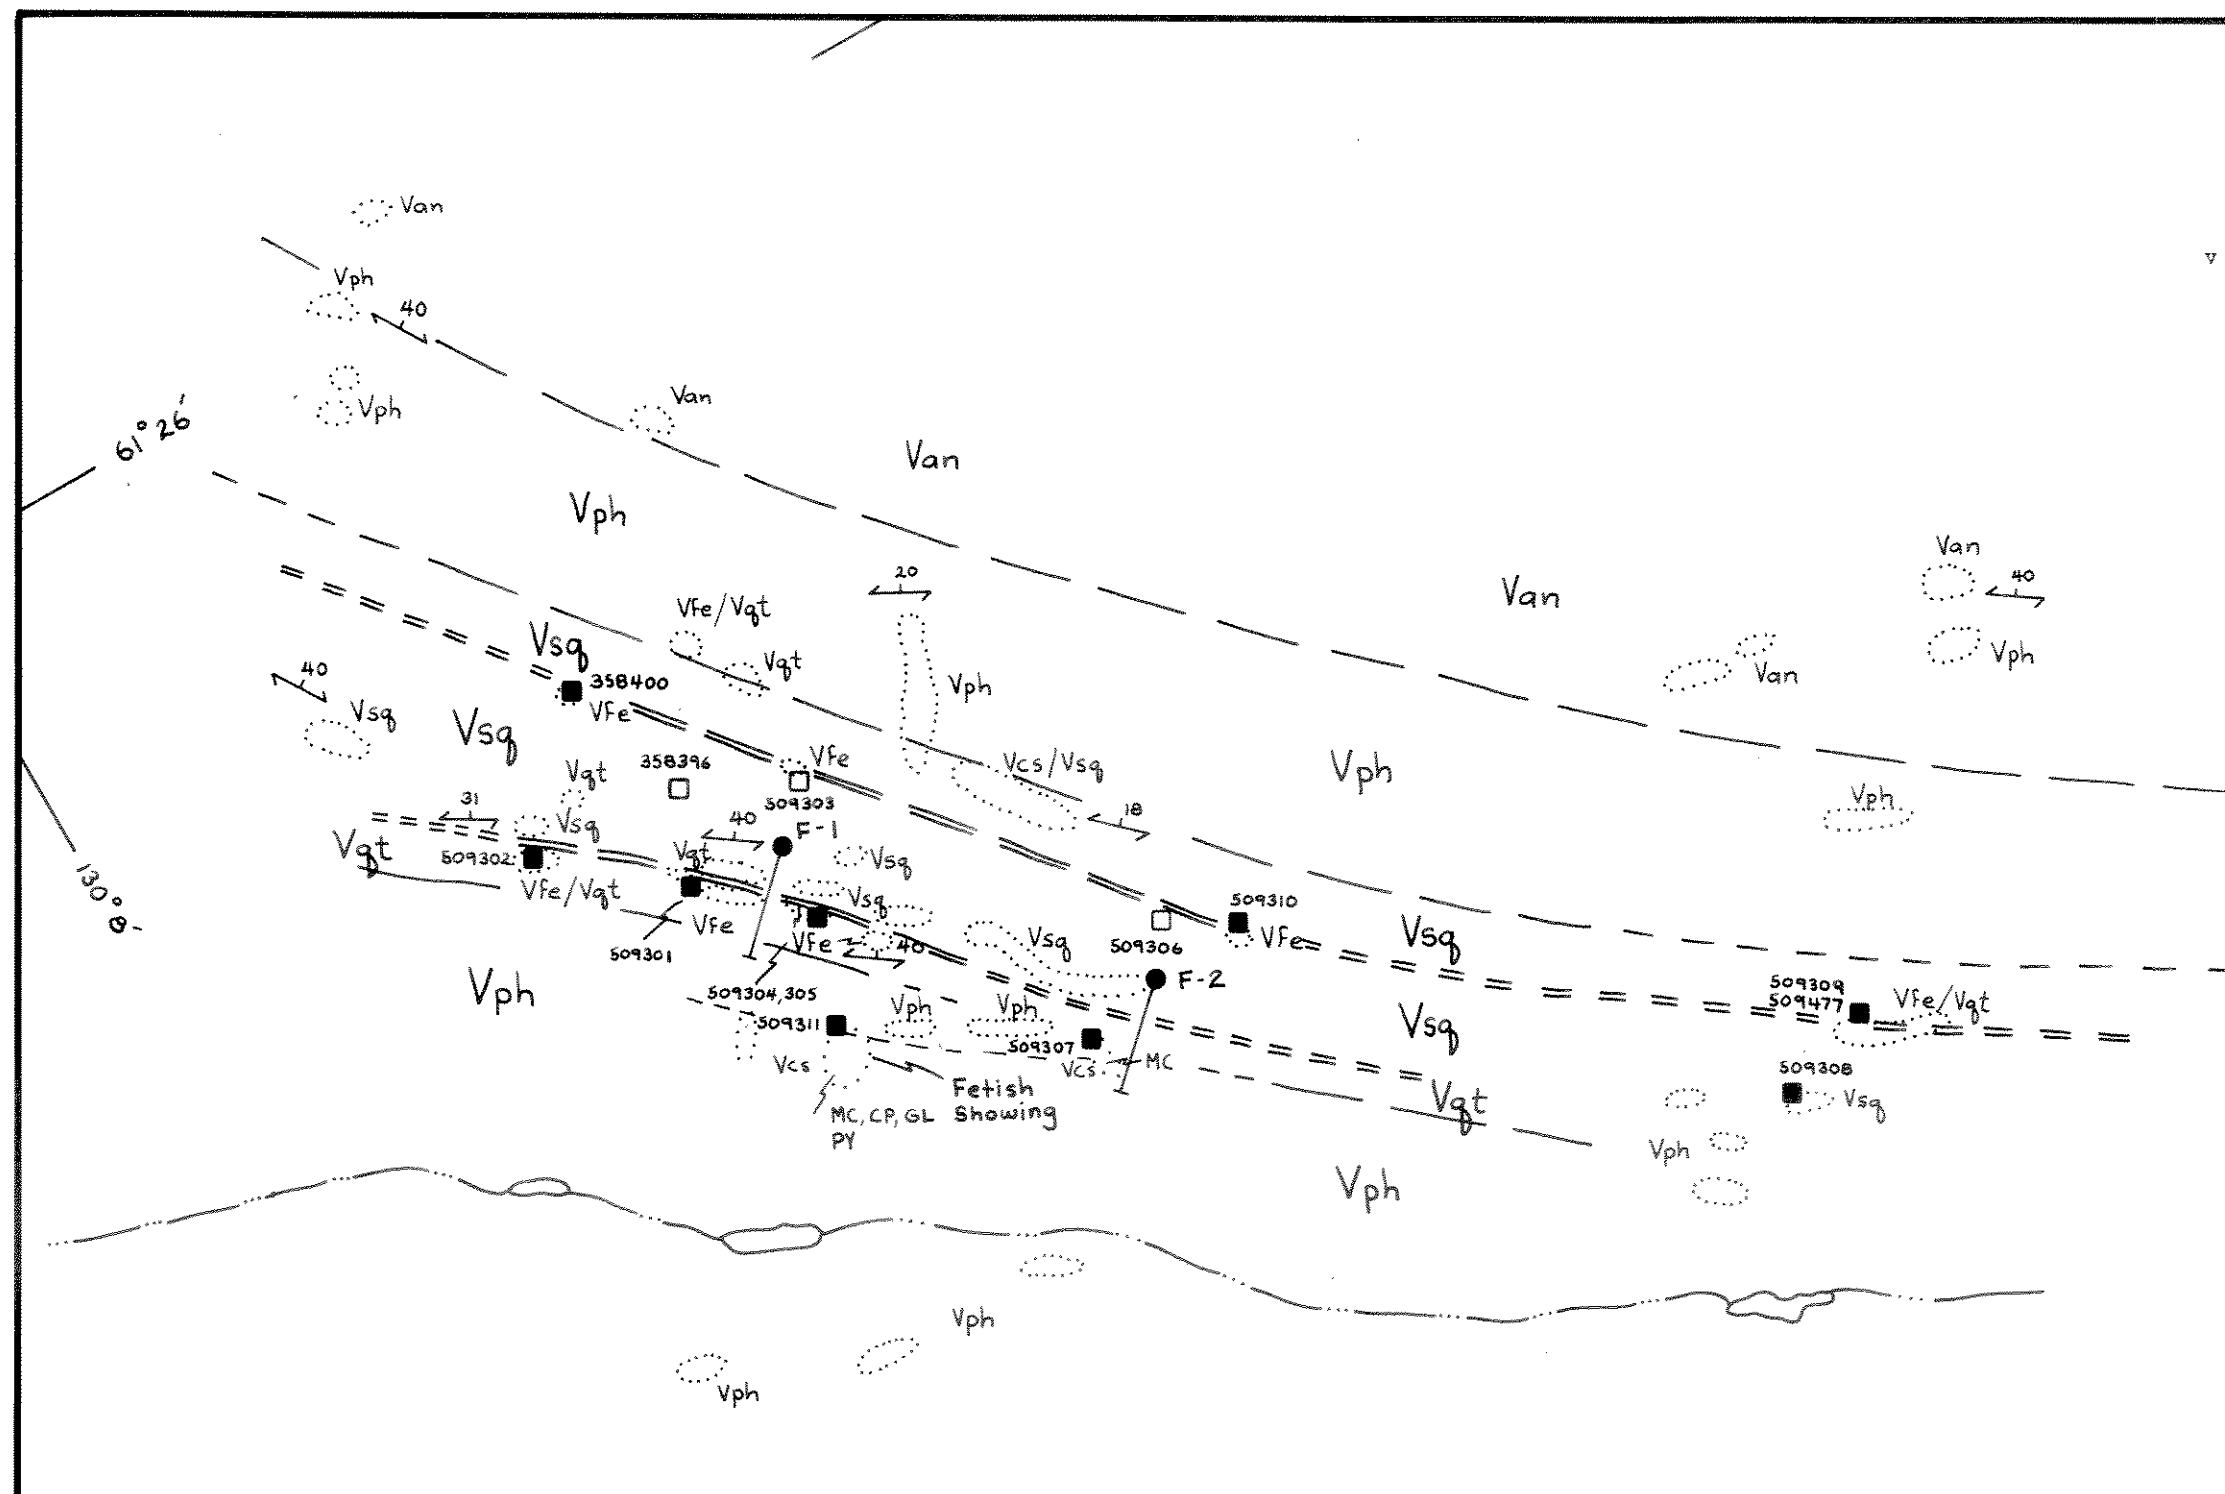 Van
Vph
40
Vph
Van
61°26'
Van
Vph
Van
40
Van
Vph
20
Vfe/Vqt
Vsq
Vqt
Vph
Van
40
358400
Vfe
Vsq
Vsq
358396
Vfe
Vcs/Vsq
Vph
Vqt
509303
Vph
31
Vsq
40
F-1
18
Vqt
509302
Vqt
Vsq
130°8'
Vfe/Vqt
Vsq
509301
Vfe
Vfe
40
Vsq
509306
509310
Vfe
Vsq
Vph
509304,305
F-2
509309
509477
Vfe/Vqt
Vph
Vph
509311
509307
Vsq
Vcs
Vcs
MC
509308
Fetish
Showing
MC, CP, GL
PY
Vqt
Vsq
Vph
Vph
Vph
Vph